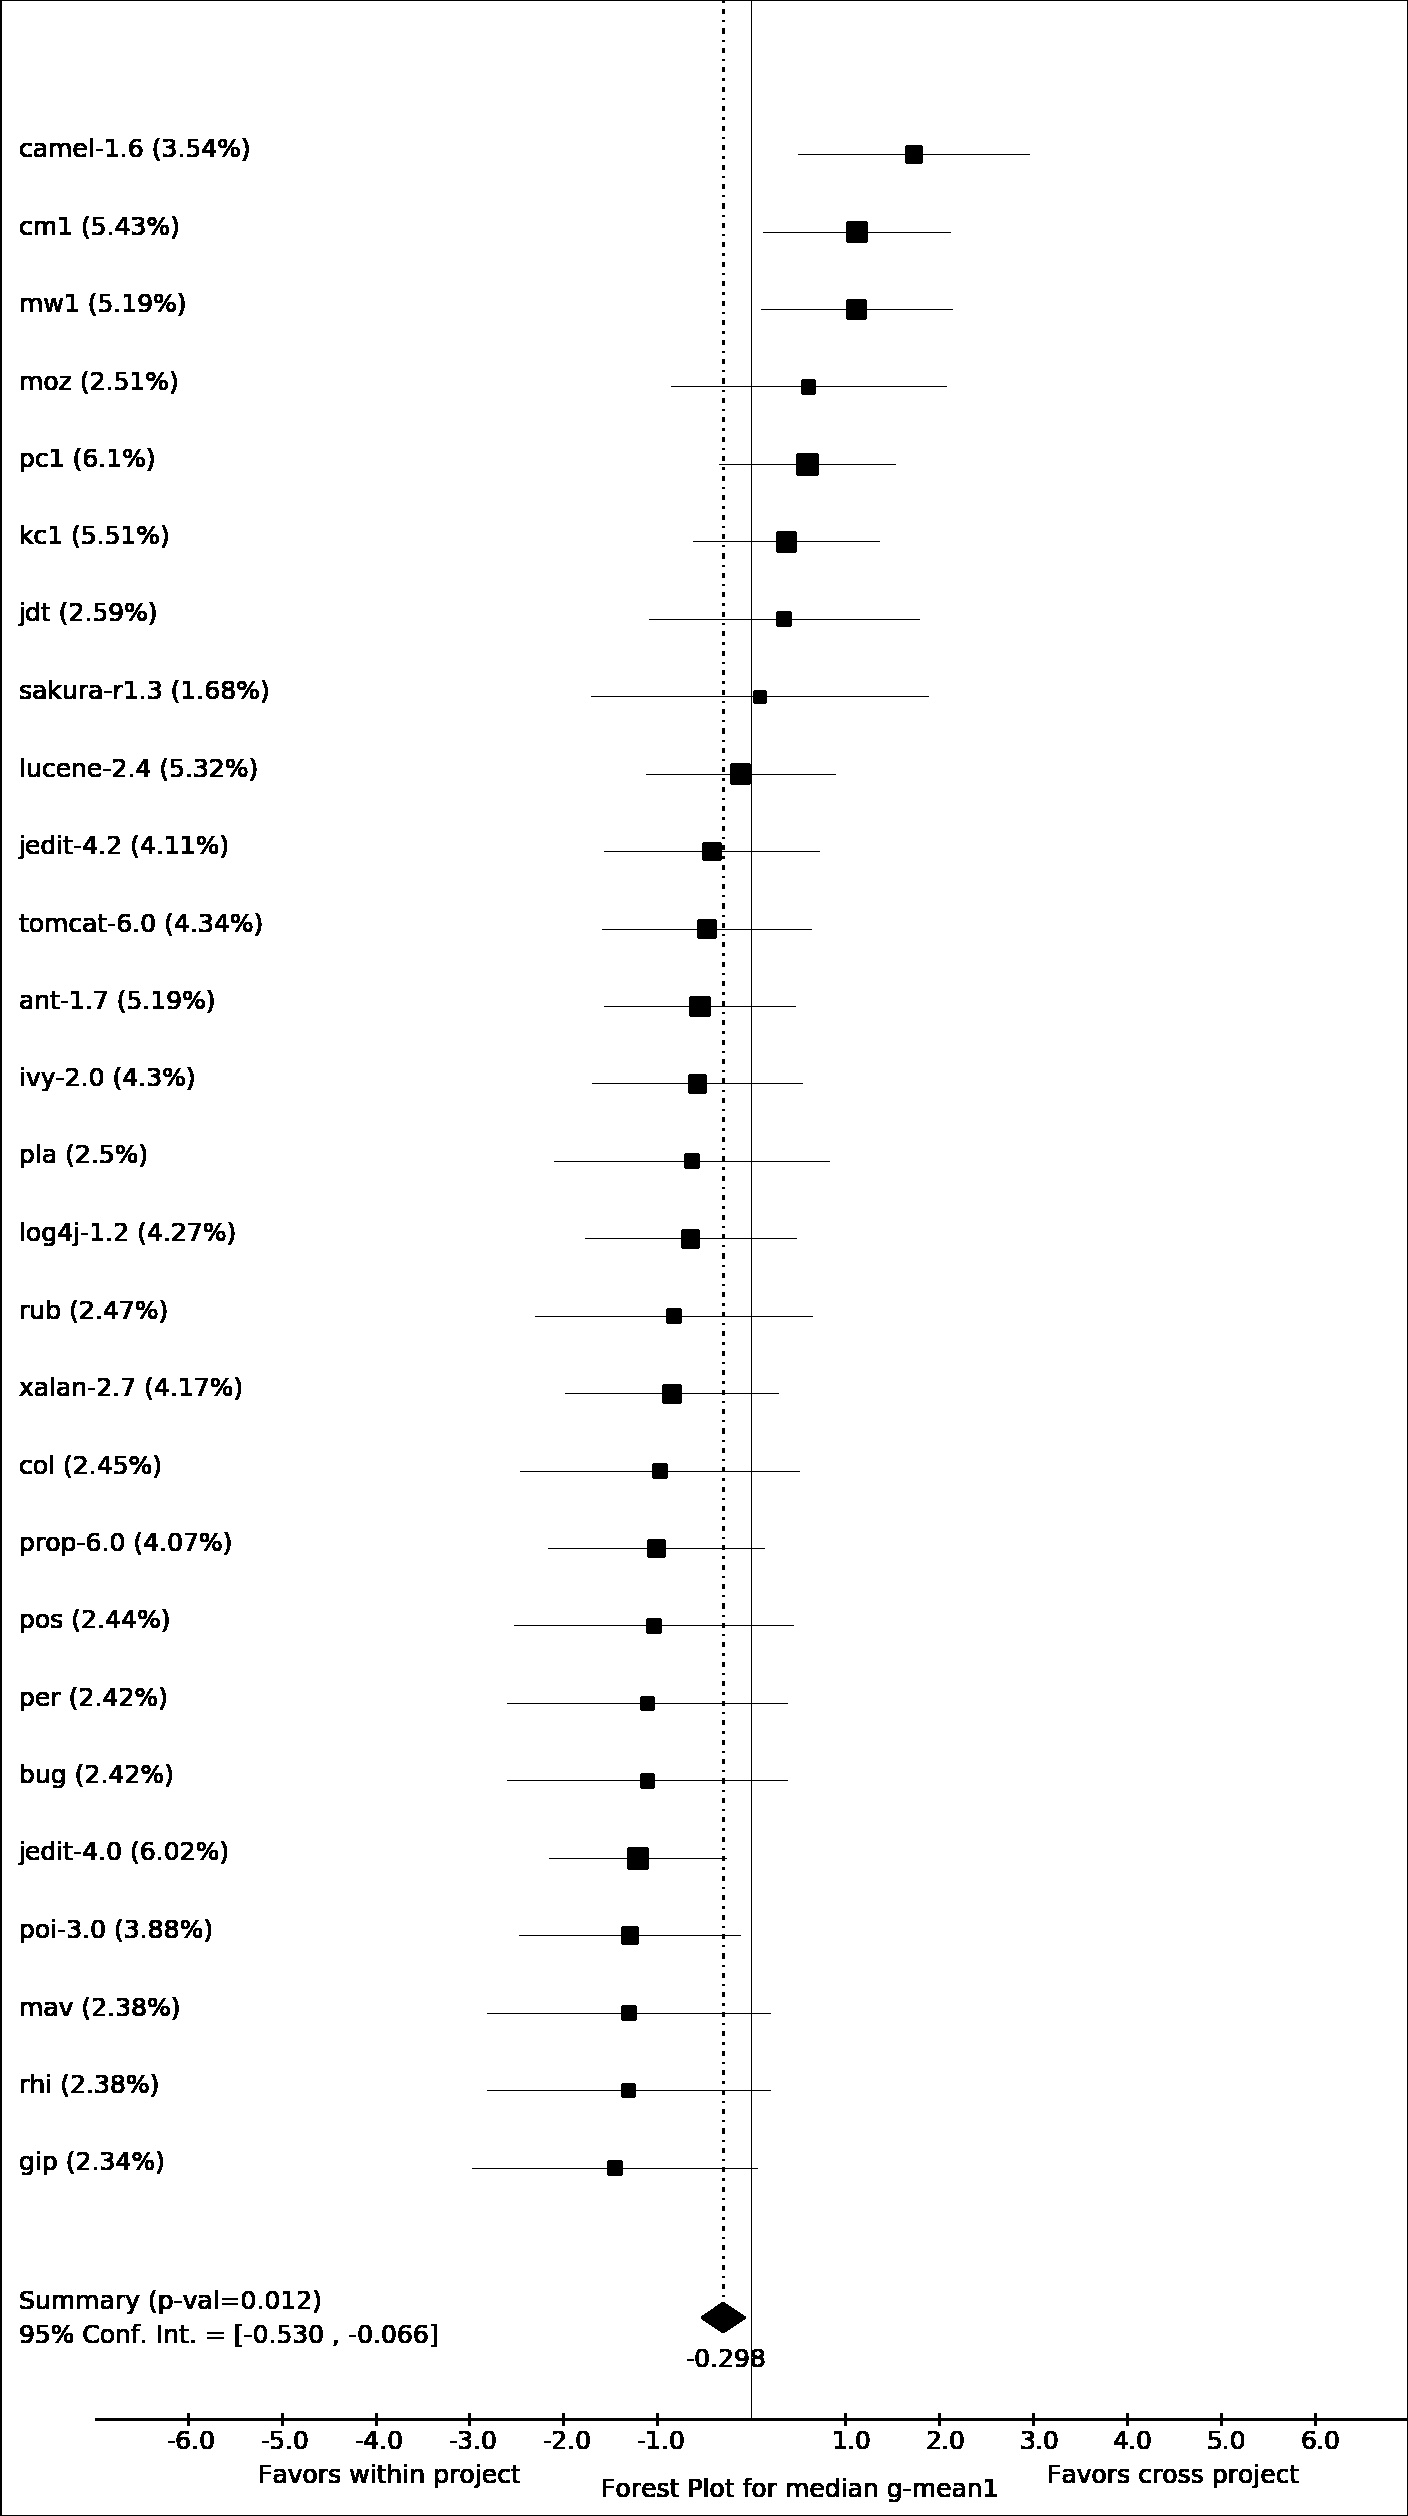 camel-1.6 (3.54%)
cm1 (5.43%)
mw1 (5.19%)
moz (2.51%)
pc1 (6.1%)
kc1 (5.51%)
jdt (2.59%)
sakura-r1.3 (1.68%)
lucene-2.4 (5.32%)
jedit-4.2 (4.11%)
tomcat-6.0 (4.34%)
ant-1.7 (5.19%)
ivy-2.0 (4.3%)
pla (2.5%)
log4j-1.2 (4.27%)
rub (2.47%)
xalan-2.7 (4.17%)
col (2.45%)
prop-6.0 (4.07%)
pos (2.44%)
per (2.42%)
bug (2.42%)
jedit-4.0 (6.02%)
poi-3.0 (3.88%)
mav (2.38%)
rhi (2.38%)
gip (2.34%)
Summary (p-val=0.012)
95% Conf. Int. = [-0.530 , -0.066]
-0.298
-6.0 -5.0 -4.0 -3.0 -2.0 -1.0 1.0 2.0 3.0 4.0 5.0 6.0
Favors within project Favors cross project
Forest Plot for median g-mean1